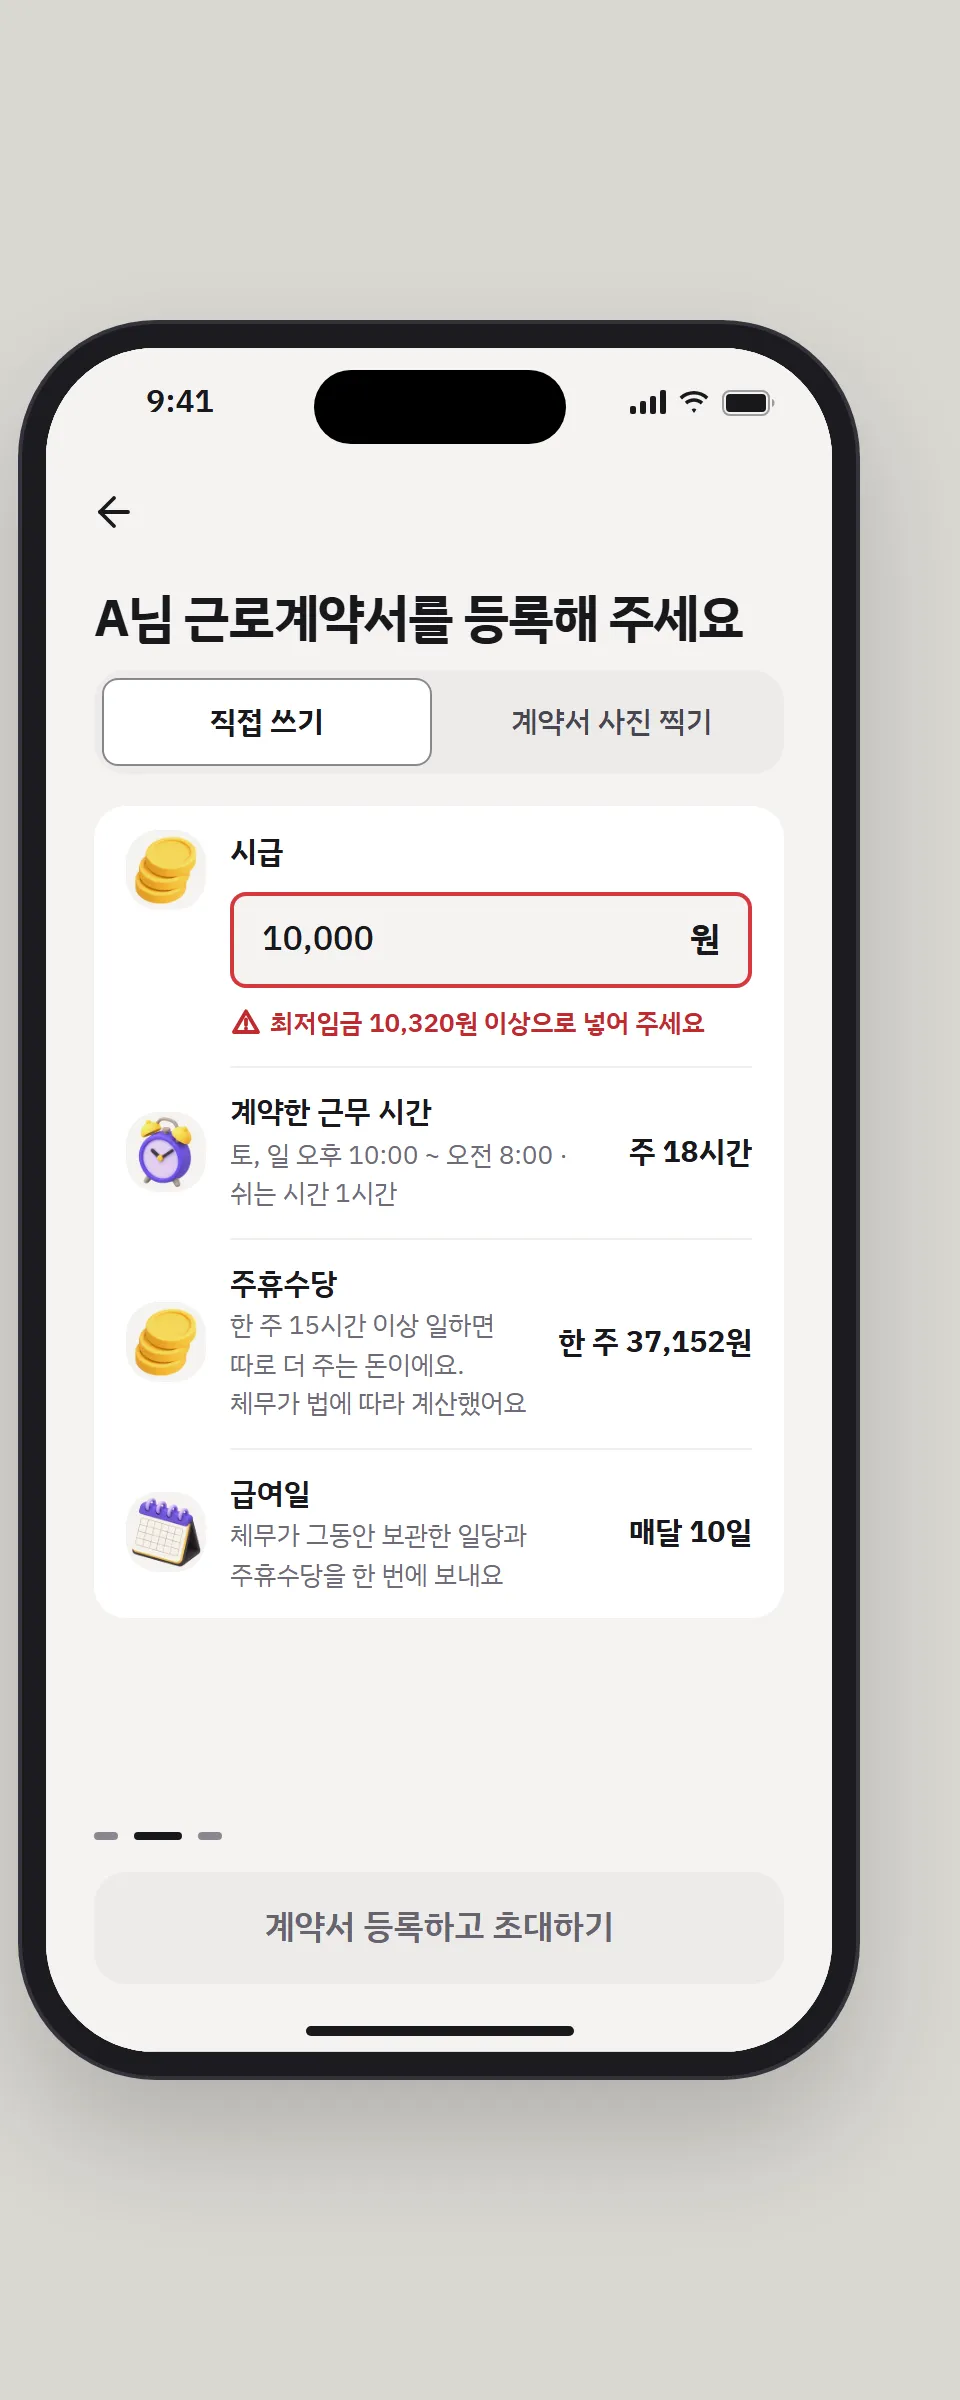 9:41
A님 근로계약서를 등록해 주세요
직접 쓰기
계약서 사진 찍기
시급
10,000
원
최저임금 10,320원 이상으로 넣어 주세요
계약한 근무 시간
토, 일 오후 10:00 ~ 오전 8:00 ·
쉬는 시간 1시간
주 18시간
주휴수당
한 주 15시간 이상 일하면
따로 더 주는 돈이에요.
체무가 법에 따라 계산했어요
한 주 37,152원
급여일
체무가 그동안 보관한 일당과
주휴수당을 한 번에 보내요
매달 10일
계약서 등록하고 초대하기